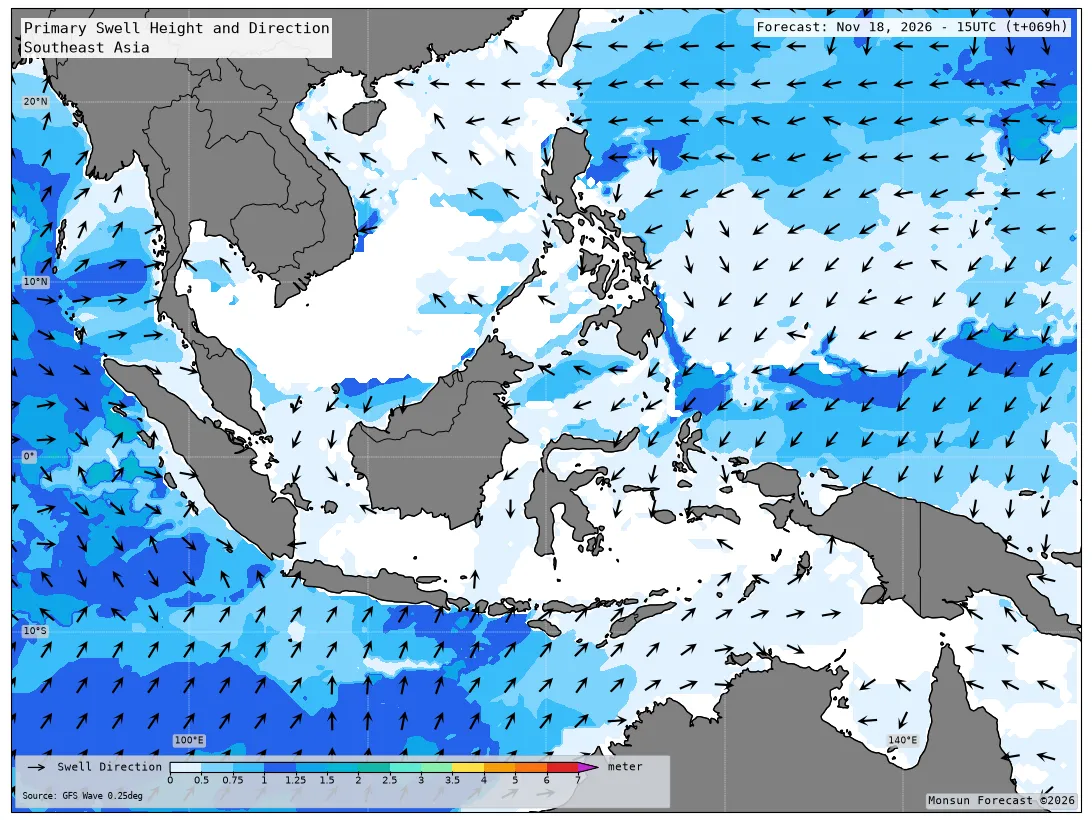 Primary Swell Height and Direction
Southeast Asia
Forecast: Nov 18, 2026 - 15UTC (t+069h)
20°N
10°N
0°
10°S
100°E
140°E
Swell Direction
meter
0 0.5 0.75 1 1.25 1.5 2 2.5 3 3.5 4 5 6 7
Source: GFS Wave 0.25deg
Monsun Forecast ©2026